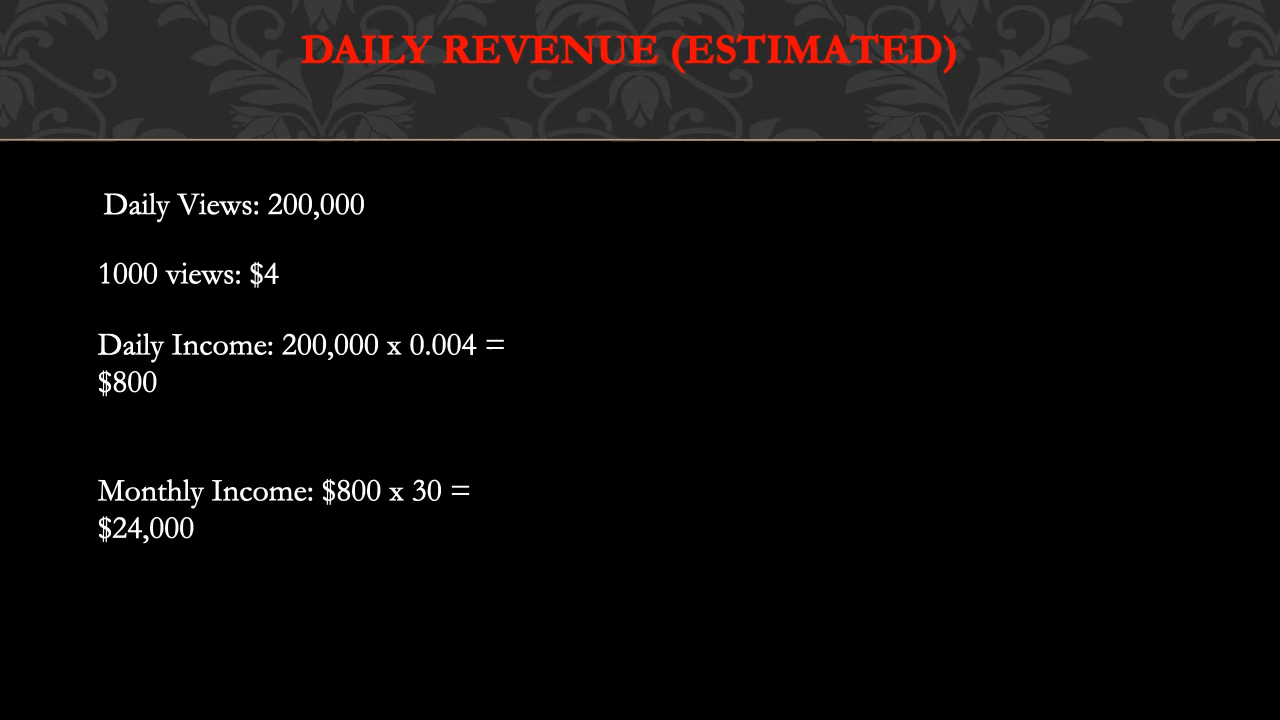 DAILY REVENUE (ESTIMATED)
Daily Views: 200,000
1000 views: $4
Daily Income: 200,000 x 0.004 =
$800
Monthly Income: $800 x 30 =
$24,000